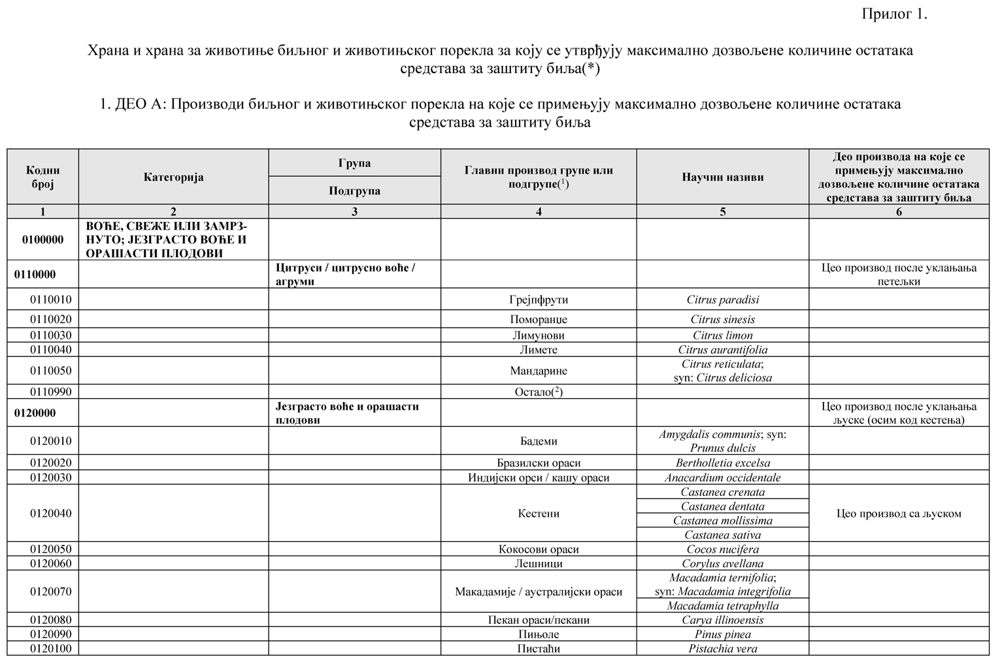 Прилог 1.
Храна и храна за животиње биљног и животињског порекла за коју се утврђују максимално дозвољене количине остатака
средстава за заштиту биља(*)
1. ДЕО А: Производи биљног и животињског порекла на које се примењују максимално дозвољене количине остатака
средстава за заштиту биља
Кодни
број
Категорија
Група
Подгрупа
Главни производ групе или
подгрупе(¹)
Научни називи
Део производа на које се
примењују максимално
дозвољене количине остатака
средстава за заштиту биља
1 2 3 4 5 6
0100000
ВОЋЕ, СВЕЖЕ ИЛИ ЗАМРЗ-
НУТО; ЈЕЗГРАСТО ВОЋЕ И
ОРАШАСТИ ПЛОДОВИ
0110000
Цитруси / цитрусно воће /
агруми
Цео производ после уклањања
петељки
0110010 Грејпфрути Citrus paradisi
0110020 Поморанџе Citrus sinesis
0110030 Лимунови Citrus limon
0110040 Лимете Citrus aurantifolia
0110050 Мандарине
Citrus reticulata;
syn: Citrus deliciosa
0110990 Остало(²)
0120000
Језграсто воће и орашасти
плодови
Цео производ после уклањања
љуске (осим код кестења)
0120010 Бадеми
Amygdalis communis; syn:
Prunus dulcis
0120020 Бразилски ораси Bertholletia excelsa
0120030 Индијски орси / кашу ораси Anacardium occidentale
0120040 Кестени
Castanea crenata
Castanea dentata
Castanea mollissima
Castanea sativa
Цео производ са љуском
0120050 Кокосови ораси Cocos nucifera
0120060 Лешници Corylus avellana
0120070 Макадамије / аустралијски ораси
Macadamia ternifolia;
syn: Macadamia integrifolia
Macadamia tetraphylla
0120080 Пекан ораси/пекани Carya illinoensis
0120090 Пињоле Pinus pinea
0120100 Пистаћи Pistachia vera